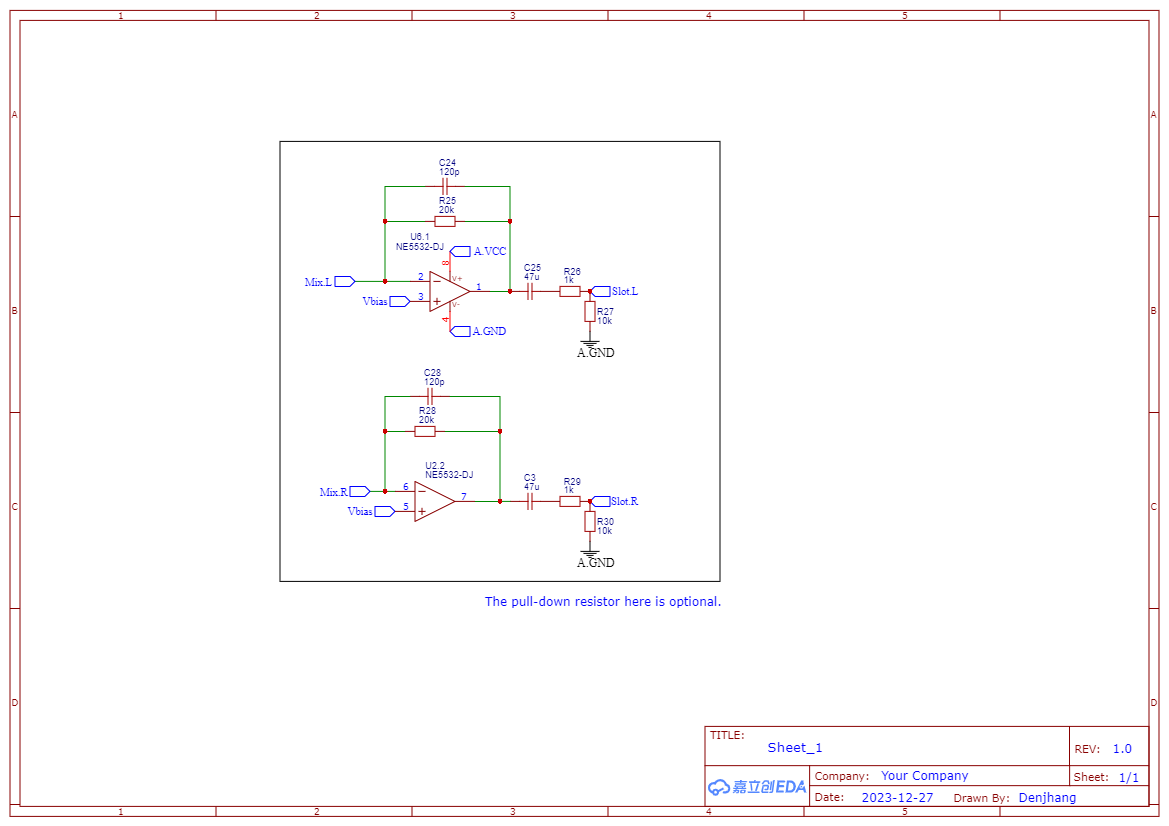 1 2 3 4 5
A A
C24
120p
R25
20k
U6.1
NE5532-DJ
A.VCC
8
V+
Mix.L 2
Vbias 3
1
V-
4
A.GND
C25
47u
R26
1k
Slot.L
R27
10k
A.GND
B B
C28
120p
R28
20k
U2.2
NE5532-DJ
Mix.R 6
Vbias 5
7
C3
47u
R29
1k
Slot.R
R30
10k
A.GND
C C
The pull-down resistor here is optional.
D D
TITLE:
Sheet_1
REV: 1.0
嘉立创EDA
Company: Your Company
Sheet: 1/1
Date: 2023-12-27 Drawn By: Denjhang
1 2 3 4 5